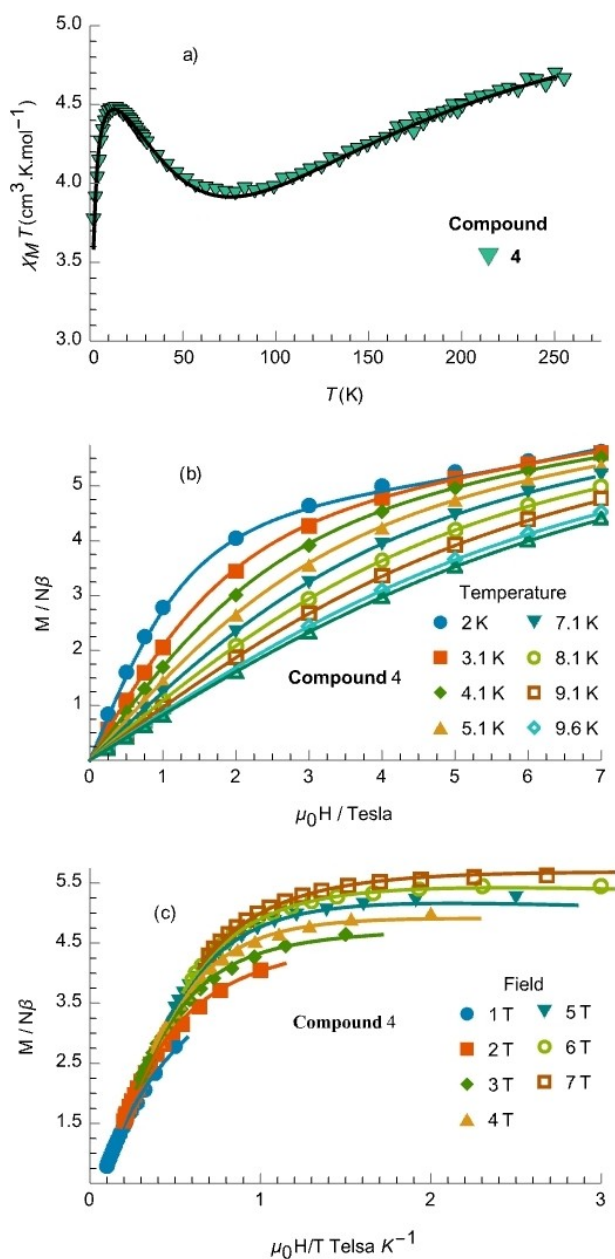 a)
χM T(cm3.K.mol−1)
5.0
4.5
4.0
3.5
3.0
Compound
4
0 50 100 150 200 250
T(K)
(b)
M / Nβ
5
4
3
2
1
Temperature
2 K 7.1 K
3.1 K 8.1 K
4.1 K 9.1 K
5.1 K 9.6 K
Compound 4
0 1 2 3 4 5 6 7
μ0H / Tesla
(c)
M / Nβ
5.5
4.5
3.5
2.5
1.5
Compound 4
Field
1 T 5 T
2 T 6 T
3 T 7 T
4 T
0 1 2 3
μ0H/T Telsa K−1